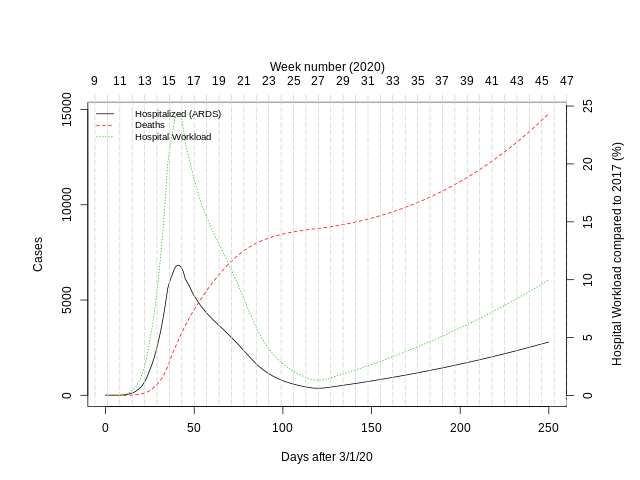 Week number (2020)
9 11 13 15 17 19 21 23 25 27 29 31 33 35 37 39 41 43 45 47
Hospitalized (ARDS)
Deaths
Hospital Workload
Cases
0 5000 10000 15000
Hospital Workload compared to 2017 (%)
0 5 10 15 20 25
0 50 100 150 200 250
Days after 3/1/20